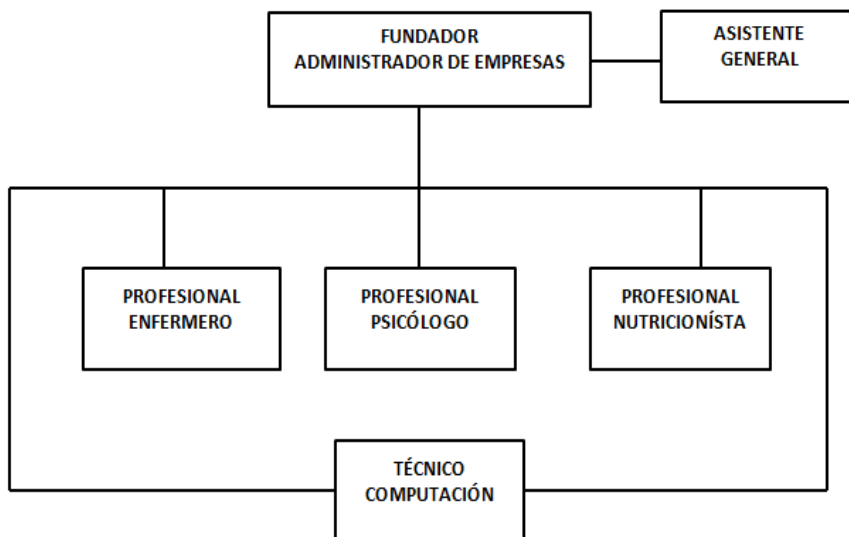 FUNDADOR
ADMINISTRADOR DE EMPRESAS
ASISTENTE
GENERAL
PROFESIONAL
ENFERMERO
PROFESIONAL
PSICÓLOGO
PROFESIONAL
NUTRICIONÍSTA
TÉCNICO
COMPUTACIÓN